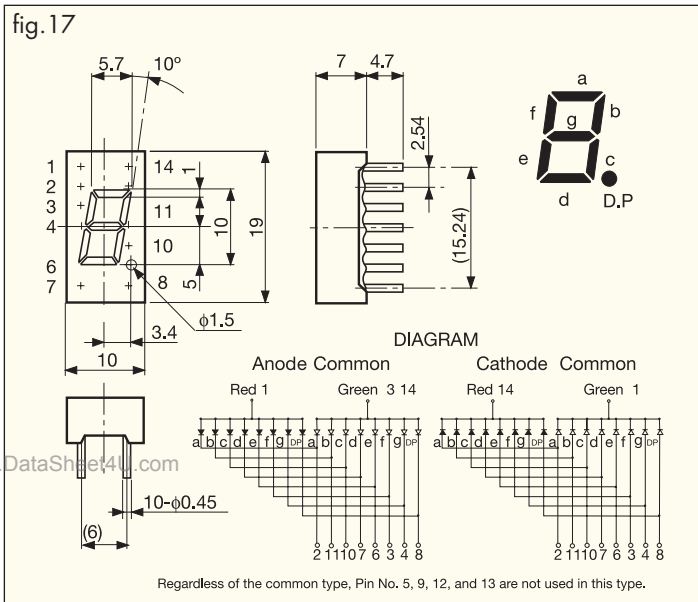 fig.17
5.7 10°
7 4.7
2.54
(15.24)
a
f b
g
e c
d
D.P
1 14
2
3 11
4
10
6
7 8
1
10
5
19
φ1.5
3.4
10
DIAGRAM
Anode Common Cathode Common
Red 1 Green 3 14 Red 14 Green 1
a b c d e f g DP a b c d e f g DP a b c d e f g DP a b c d e f g DP
2 11 10 7 6 3 4 8 2 11 10 7 6 3 4 8
.DataSheet4U.com
10-φ0.45
(6)
Regardless of the common type, Pin No. 5, 9, 12, and 13 are not used in this type.